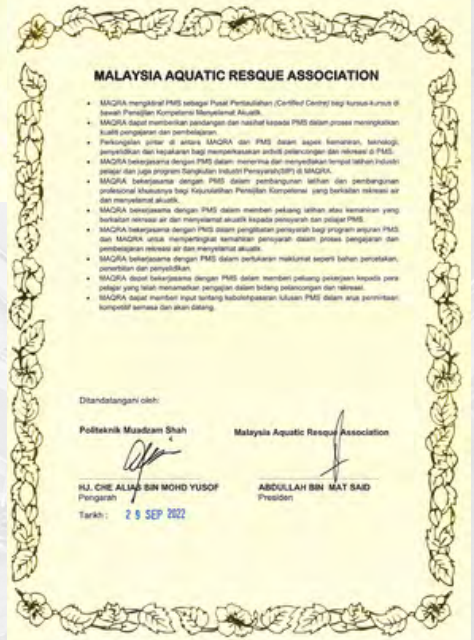 MALAYSIA AQUATIC RESQUE ASSOCIATION
• MAQRA mengiktiraf PMS sebagai Pusat Pentauliahan (Certified Centre) bagi kursus-kursus di
bawah Pensijilan Kompetensi Menyelamat Akuatik.
• MAQRA dapat memberikan pandangan dan nasihat kepada PMS dalam proses meningkatkan
kualiti pengajaran dan pembelajaran.
• Perkongsian pintar di antara MAQRA dan PMS dalam aspek kemahiran, teknologi,
penyelidikan dan kepakaran bagi memperkasakan aktiviti pelancongan dan rekreasi di PMS.
• MAQRA bekerjasama dengan PMS dalam menerima dan menyediakan tempat latihan industri
pelajar dan juga program Sangkutan Industri Pensyarah(SIP) di MAQRA.
• MAQRA bekerjasama dengan PMS dalam pembangunan latihan dan pembangunan
profesional khususnya bagi Kejurulatihan Pensijilan Kompetensi yang berkaitan rekreasi air
dan menyelamat akuatik.
• MAQRA bekerjasama dengan PMS dalam memberi peluang latihan atau kemahiran yang
berkaitan rekreasi air dan menyelamat akuatik kepada pensyarah dan pelajar PMS.
• MAQRA bekerjasama dengan PMS dalam penglibatan pensyarah bagi program anjuran PMS
dan MAQRA untuk mempertingkat kemahiran pensyarah dalam proses pengajaran dan
pembelajaran rekreasi air dan menyelamat akuatik.
• MAQRA bekerjasama dengan PMS dalam pertukaran maklumat seperti bahan percetakan,
penerbitan dan penyelidikan.
• MAQRA dapat bekerjasama dengan PMS dalam memberi peluang pekerjaan kepada para
pelajar yang telah menamatkan pengajian dalam bidang pelancongan dan rekreasi.
• MAQRA dapat memberi input tentang kebolehpasaran lulusan PMS dalam arus permintaan
kompetitif semasa dan akan datang.
Ditandatangani oleh:
Politeknik Muadzam Shah
Malaysia Aquatic Resque Association
HJ. CHE ALIAS BIN MOHD YUSOF
Pengarah
ABDULLAH BIN MAT SAID
Presiden
Tarikh : 29 SEP 2022